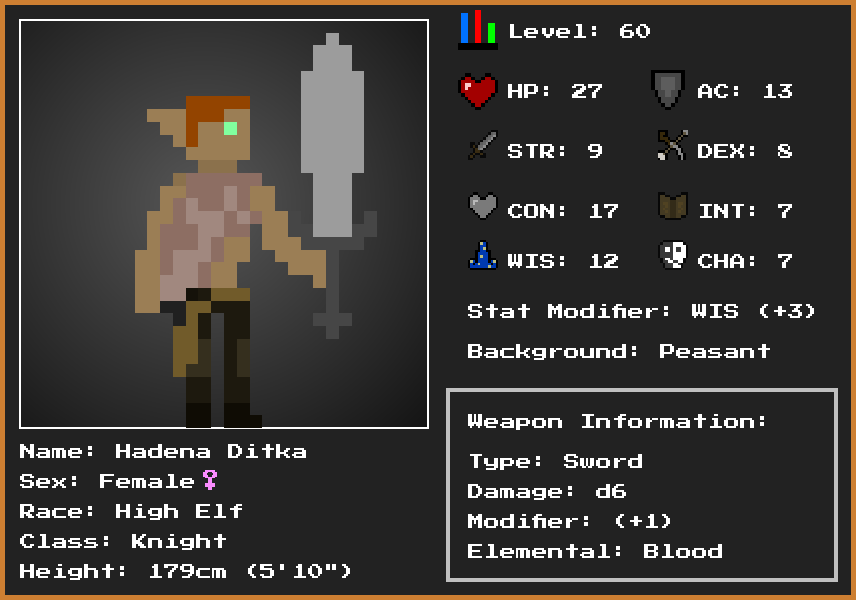 Level: 60
HP: 27 AC: 13
STR: 9 DEX: 8
CON: 17 INT: 7
WIS: 12 CHA: 7
Stat Modifier: WIS (+3)
Background: Peasant
Weapon Information:
Type: Sword
Damage: d6
Modifier: (+1)
Elemental: Blood
Name: Hadena Ditka
Sex: Female♀
Race: High Elf
Class: Knight
Height: 179cm (5'10")